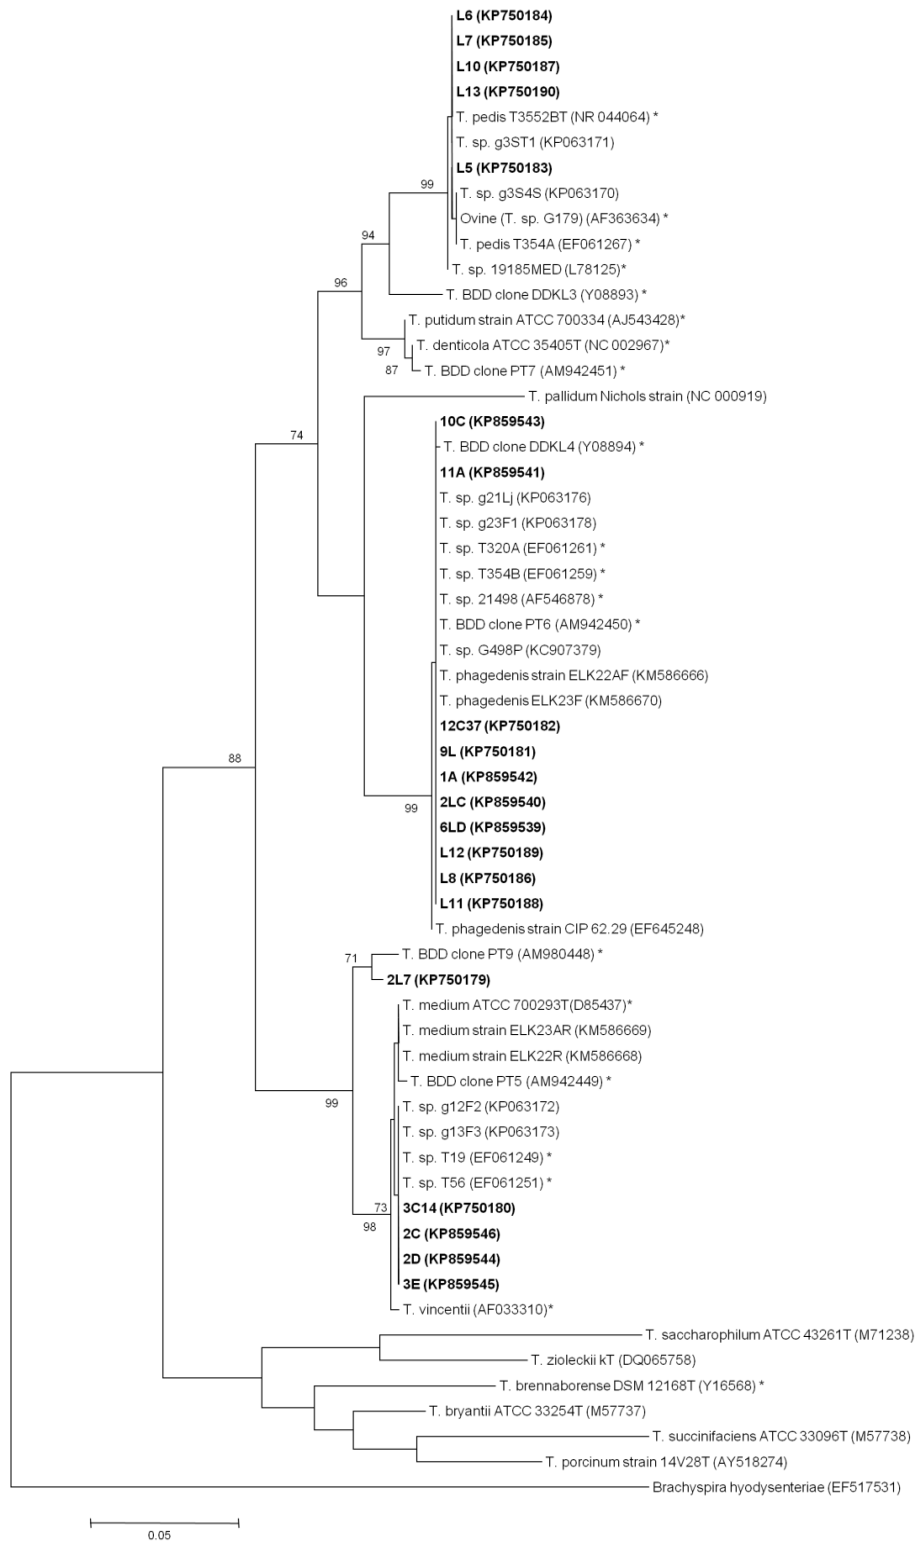 L6 (KP750184)
L7 (KP750185)
L10 (KP750187)
L13 (KP750190)
T. pedis T3552BT (NR 044064) *
T. sp. g3ST1 (KP063171)
L5 (KP750183)
99
T. sp. g3S4S (KP063170)
Ovine (T. sp. G179) (AF363634) *
94
T. pedis T354A (EF061267) *
T. sp. 19185MED (L78125)*
96
T. BDD clone DDKL3 (Y08893) *
T. putidum strain ATCC 700334 (AJ543428)*
T. denticola ATCC 35405T (NC 002967)*
97
87
T. BDD clone PT7 (AM942451) *
T. pallidum Nichols strain (NC 000919)
10C (KP859543)
74
T. BDD clone DDKL4 (Y08894) *
11A (KP859541)
T. sp. g21Lj (KP063176)
T. sp. g23F1 (KP063178)
T. sp. T320A (EF061261) *
T. sp. T354B (EF061259) *
T. sp. 21498 (AF546878) *
T. BDD clone PT6 (AM942450) *
T. sp. G498P (KC907379)
T. phagedenis strain ELK22AF (KM586666)
T. phagedenis ELK23F (KM586670)
12C37 (KP750182)
9L (KP750181)
88
1A (KP859542)
2LC (KP859540)
99
6LD (KP859539)
L12 (KP750189)
L8 (KP750186)
L11 (KP750188)
T. phagedenis strain CIP 62.29 (EF645248)
T. BDD clone PT9 (AM980448) *
71
2L7 (KP750179)
T. medium ATCC 700293T(D85437)*
T. medium strain ELK23AR (KM586669)
T. medium strain ELK22R (KM586668)
T. BDD clone PT5 (AM942449) *
99
T. sp. g12F2 (KP063172)
T. sp. g13F3 (KP063173)
T. sp. T19 (EF061249) *
T. sp. T56 (EF061251) *
73
3C14 (KP750180)
98
2C (KP859546)
2D (KP859544)
3E (KP859545)
T. vincentii (AF033310)*
T. saccharophilum ATCC 43261T (M71238)
T. zioleckii kT (DQ065758)
T. brennaborense DSM 12168T (Y16568) *
T. bryantii ATCC 33254T (M57737)
T. succinifaciens ATCC 33096T (M57738)
T. porcinum strain 14V28T (AY518274)
Brachyspira hyodysenteriae (EF517531)
0.05